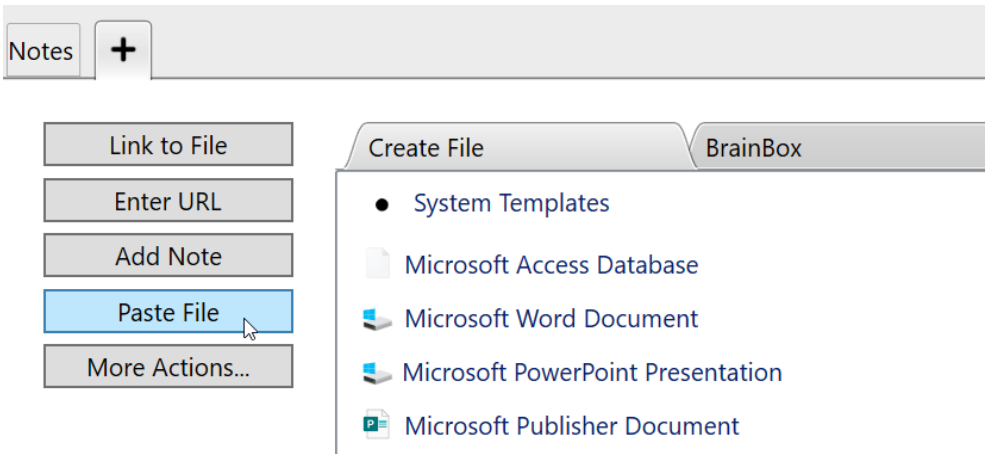 Notes +
Link to File
Enter URL
Add Note
Paste File
More Actions...
Create File BrainBox
System Templates
Microsoft Access Database
Microsoft Word Document
Microsoft PowerPoint Presentation
Microsoft Publisher Document